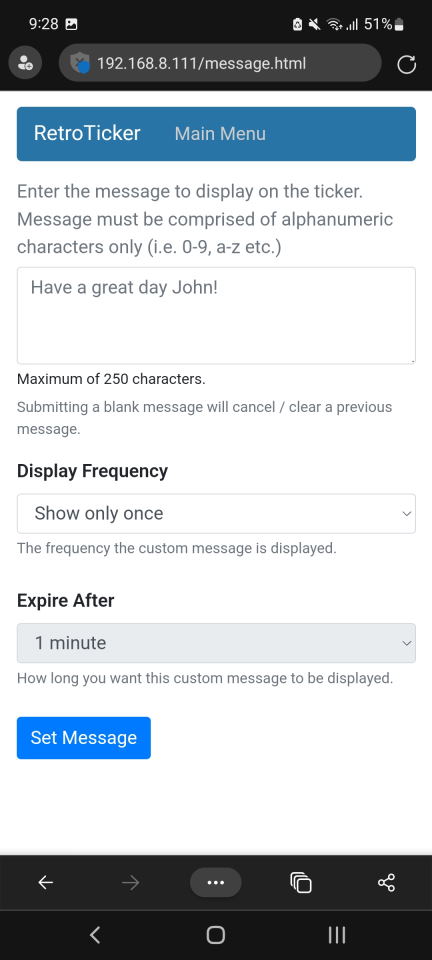 9:28 51%
192.168.8.111/message.html
RetroTicker Main Menu
Enter the message to display on the ticker.
Message must be comprised of alphanumeric
characters only (i.e. 0-9, a-z etc.)
Have a great day John!
Maximum of 250 characters.
Submitting a blank message will cancel / clear a previous
message.
Display Frequency
Show only once
The frequency the custom message is displayed.
Expire After
1 minute
How long you want this custom message to be displayed.
Set Message